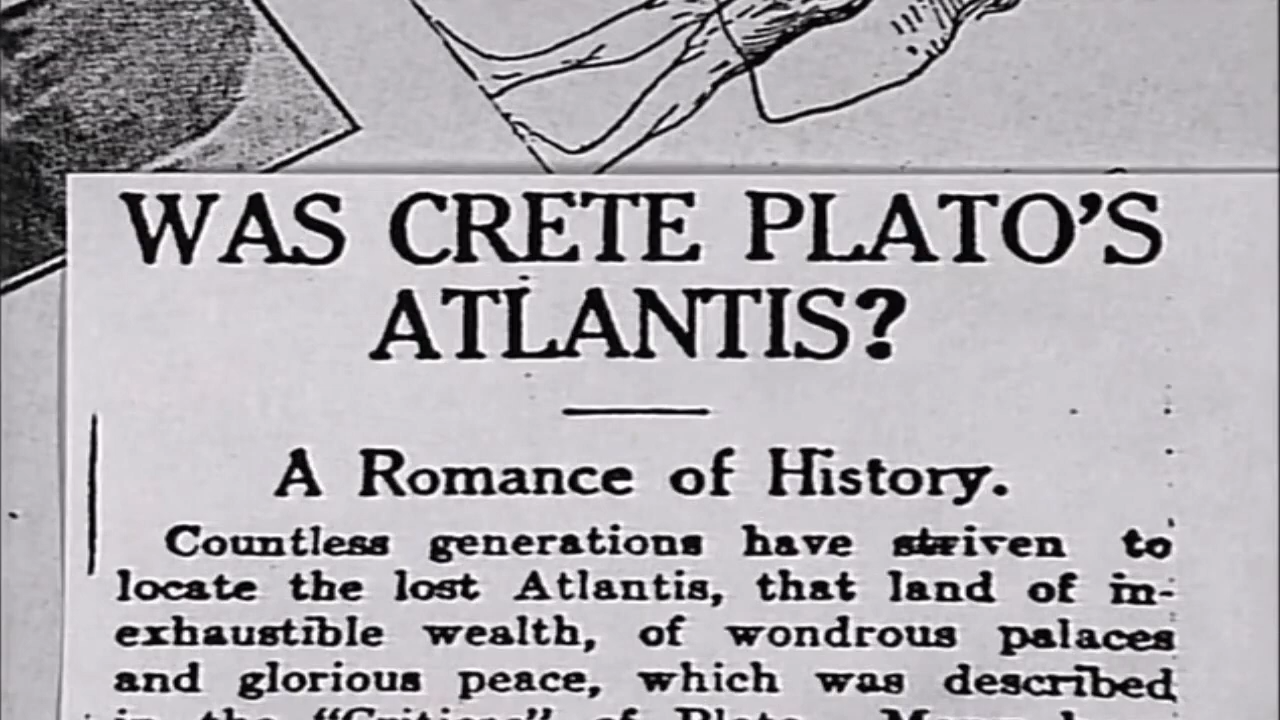 WAS CRETE PLATO'S
ATLANTIS?
A Romance of History.
Countless generations have striven to
locate the lost Atlantis, that land of in-
exhaustible wealth, of wondrous palaces
and glorious peace, which was described
in the "Critias" of Plato.